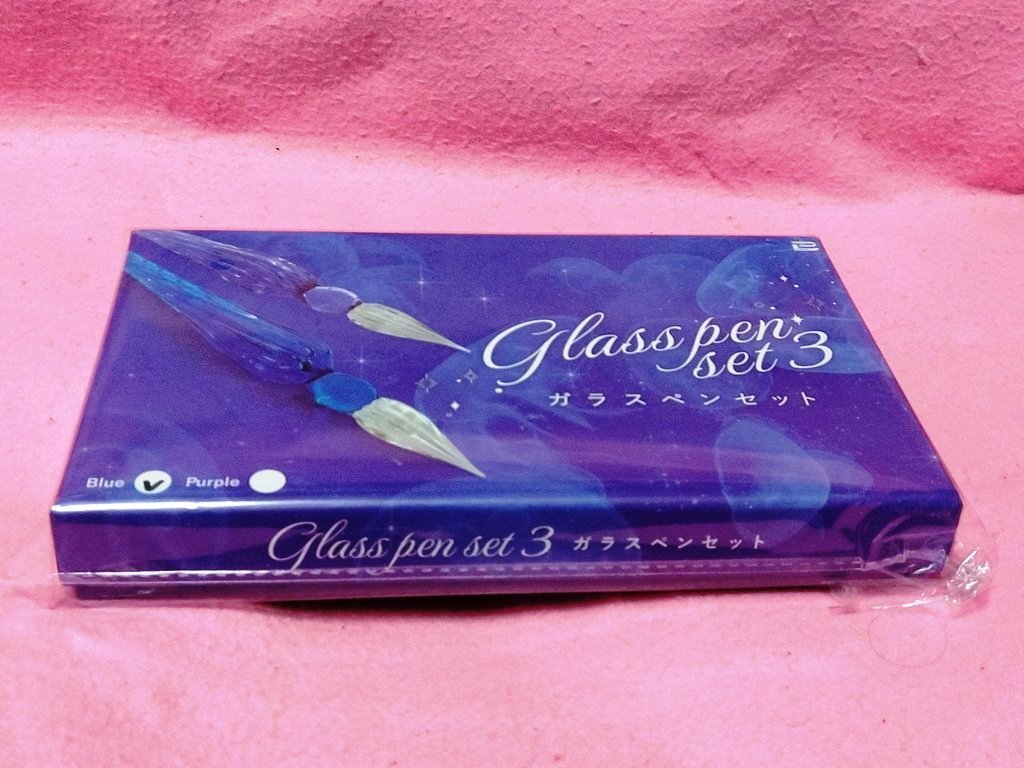 Glass pen
set 3
ガラスペンセット
Blue Purple
Glass pen set 3 ガラスペンセット